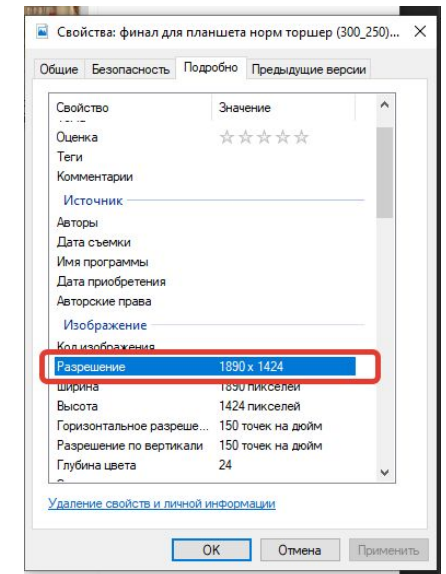 Свойства: финал для планшета норм торшер (300_250)...
Общие Безопасность Подробно Предыдущие версии
Свойство Значение
Оценка
Теги
Комментарии
Источник
Авторы
Дата съемки
Имя программы
Дата приобретения
Авторские права
Изображение
Код изображения
Разрешение 1890 x 1424
Ширина 1890 пикселей
Высота 1424 пикселей
Горизонтальное разреше... 150 точек на дюйм
Разрешение по вертикали 150 точек на дюйм
Глубина цвета 24
Удаление свойств и личной информации
OK Отмена Применить